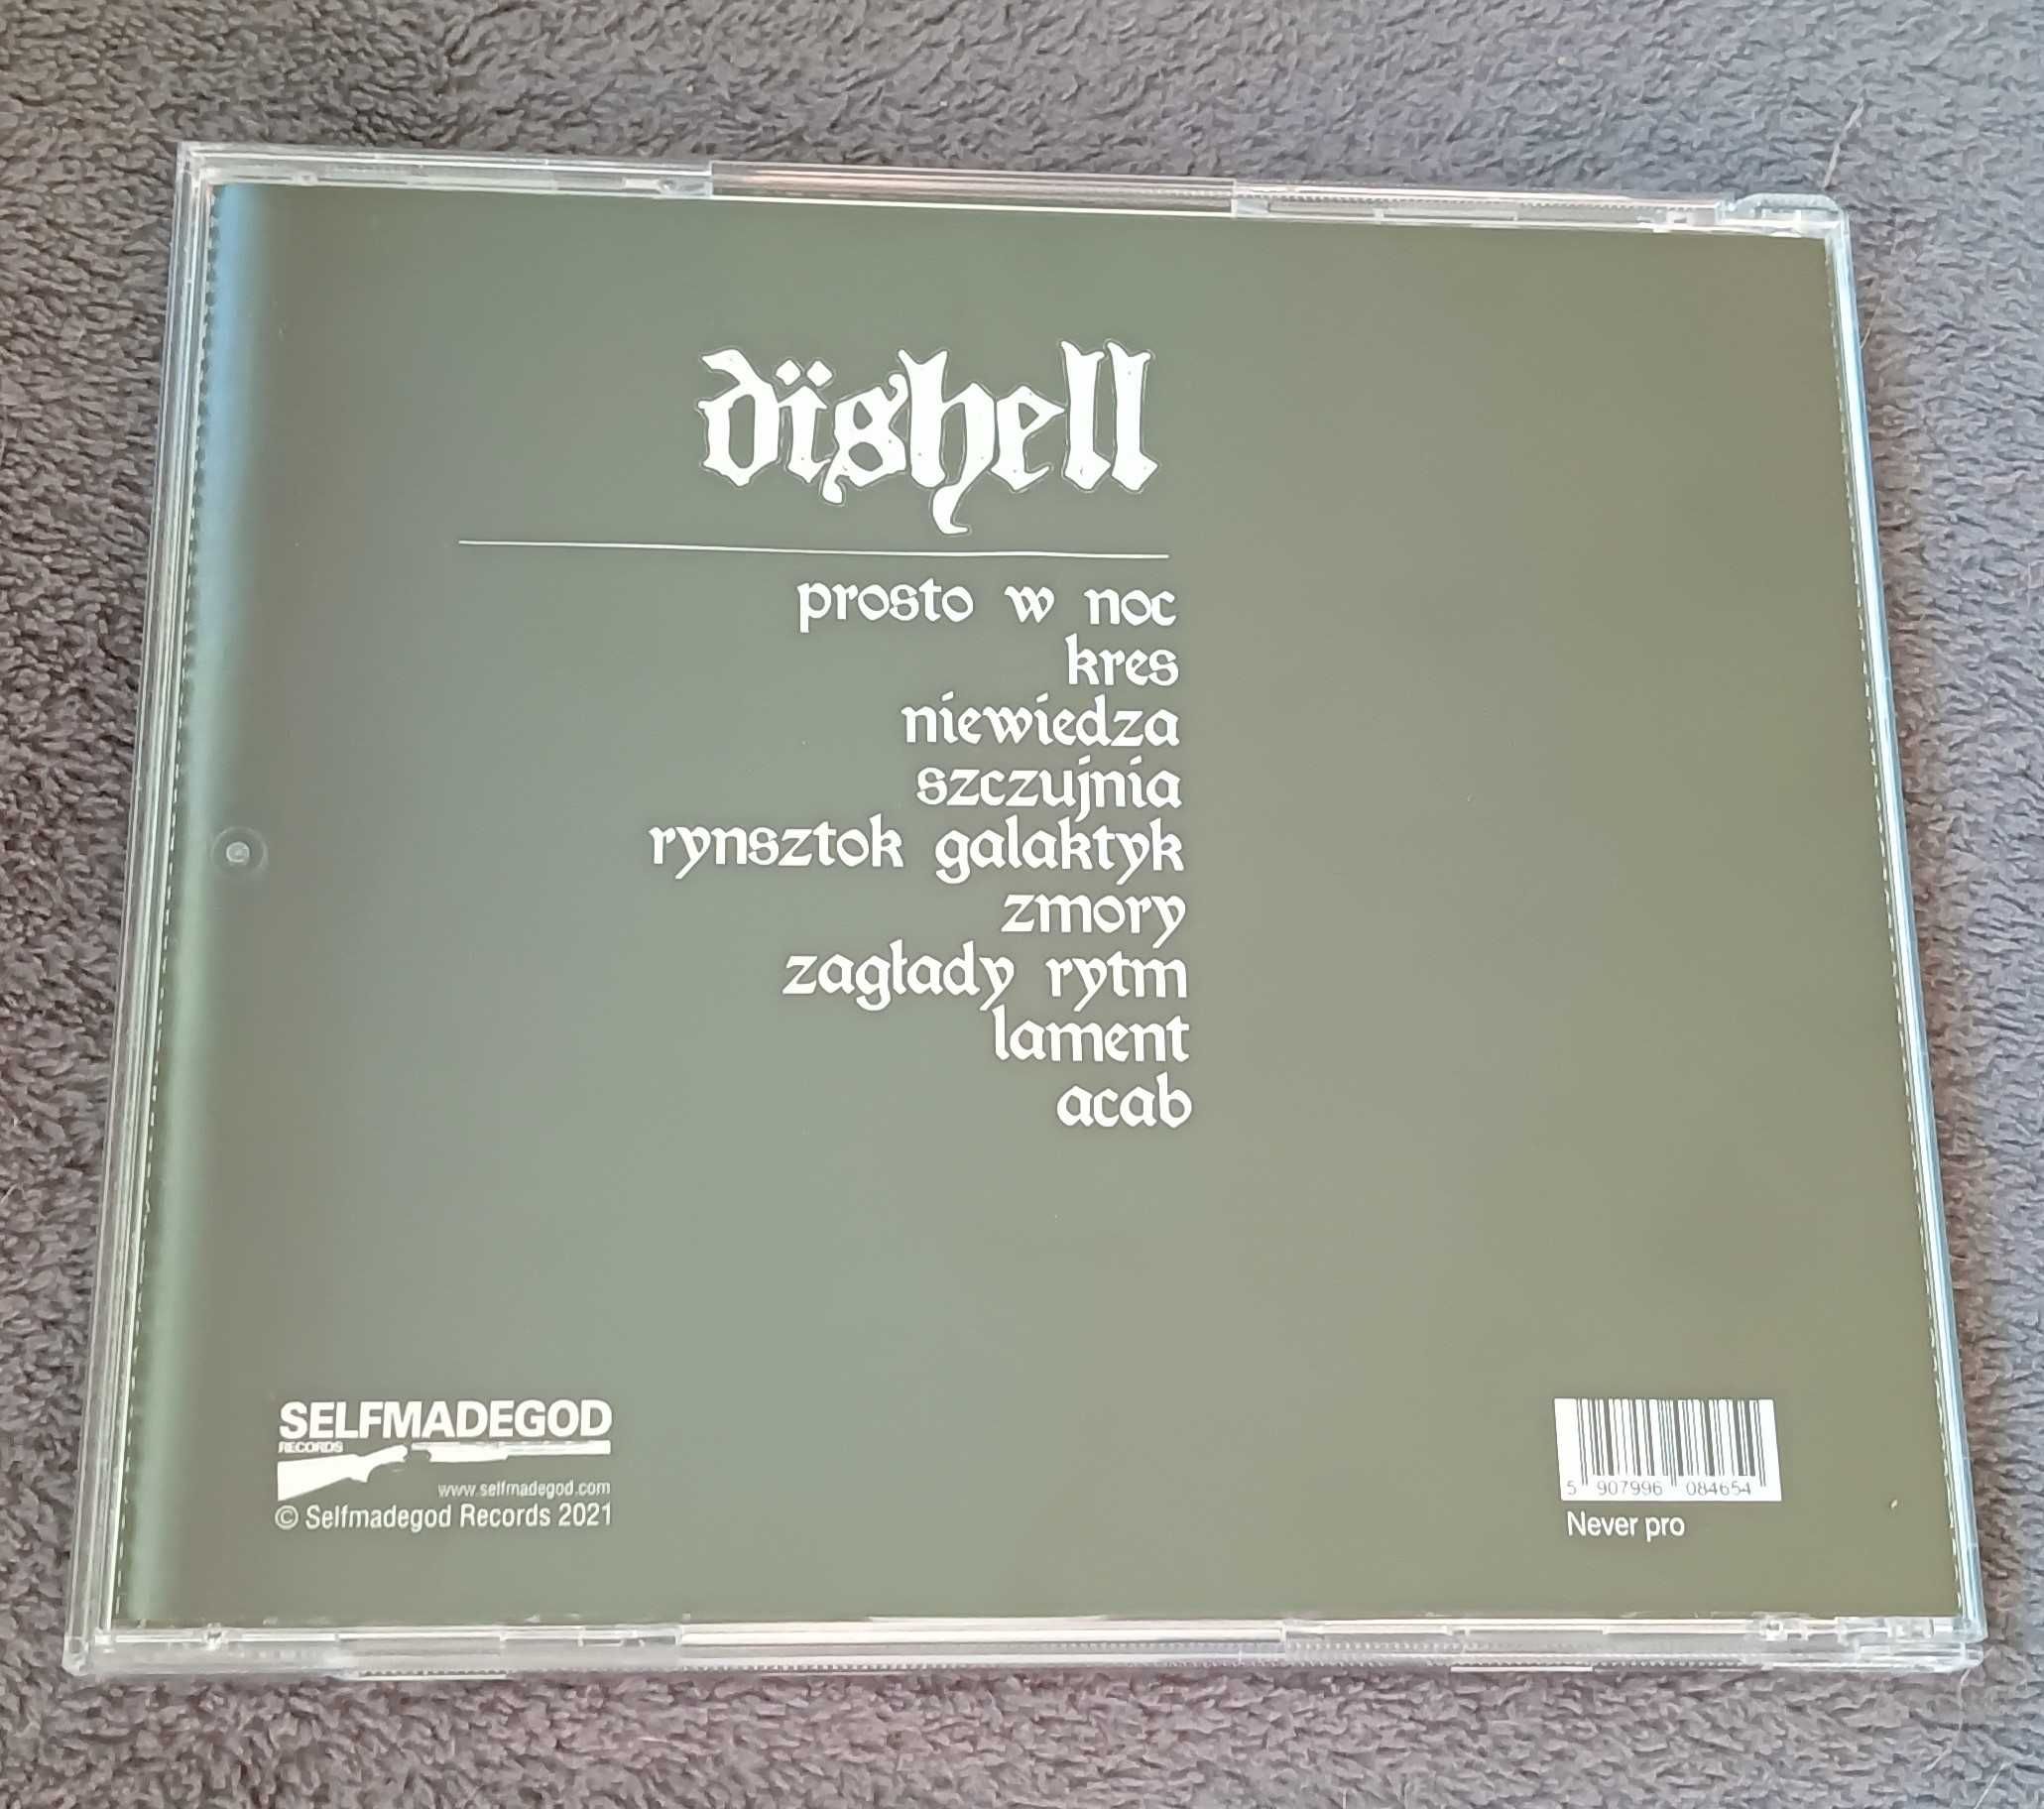 dïshell
prosto w noc
kres
niewiedza
szczujnia
rynsztok galaktyk
zmory
zagłady rytm
lament
acab
SELFMADEGOD
RECORDS
www.selfmadegod.com
© Selfmadegod Records 2021
5 907996 084654
Never pro